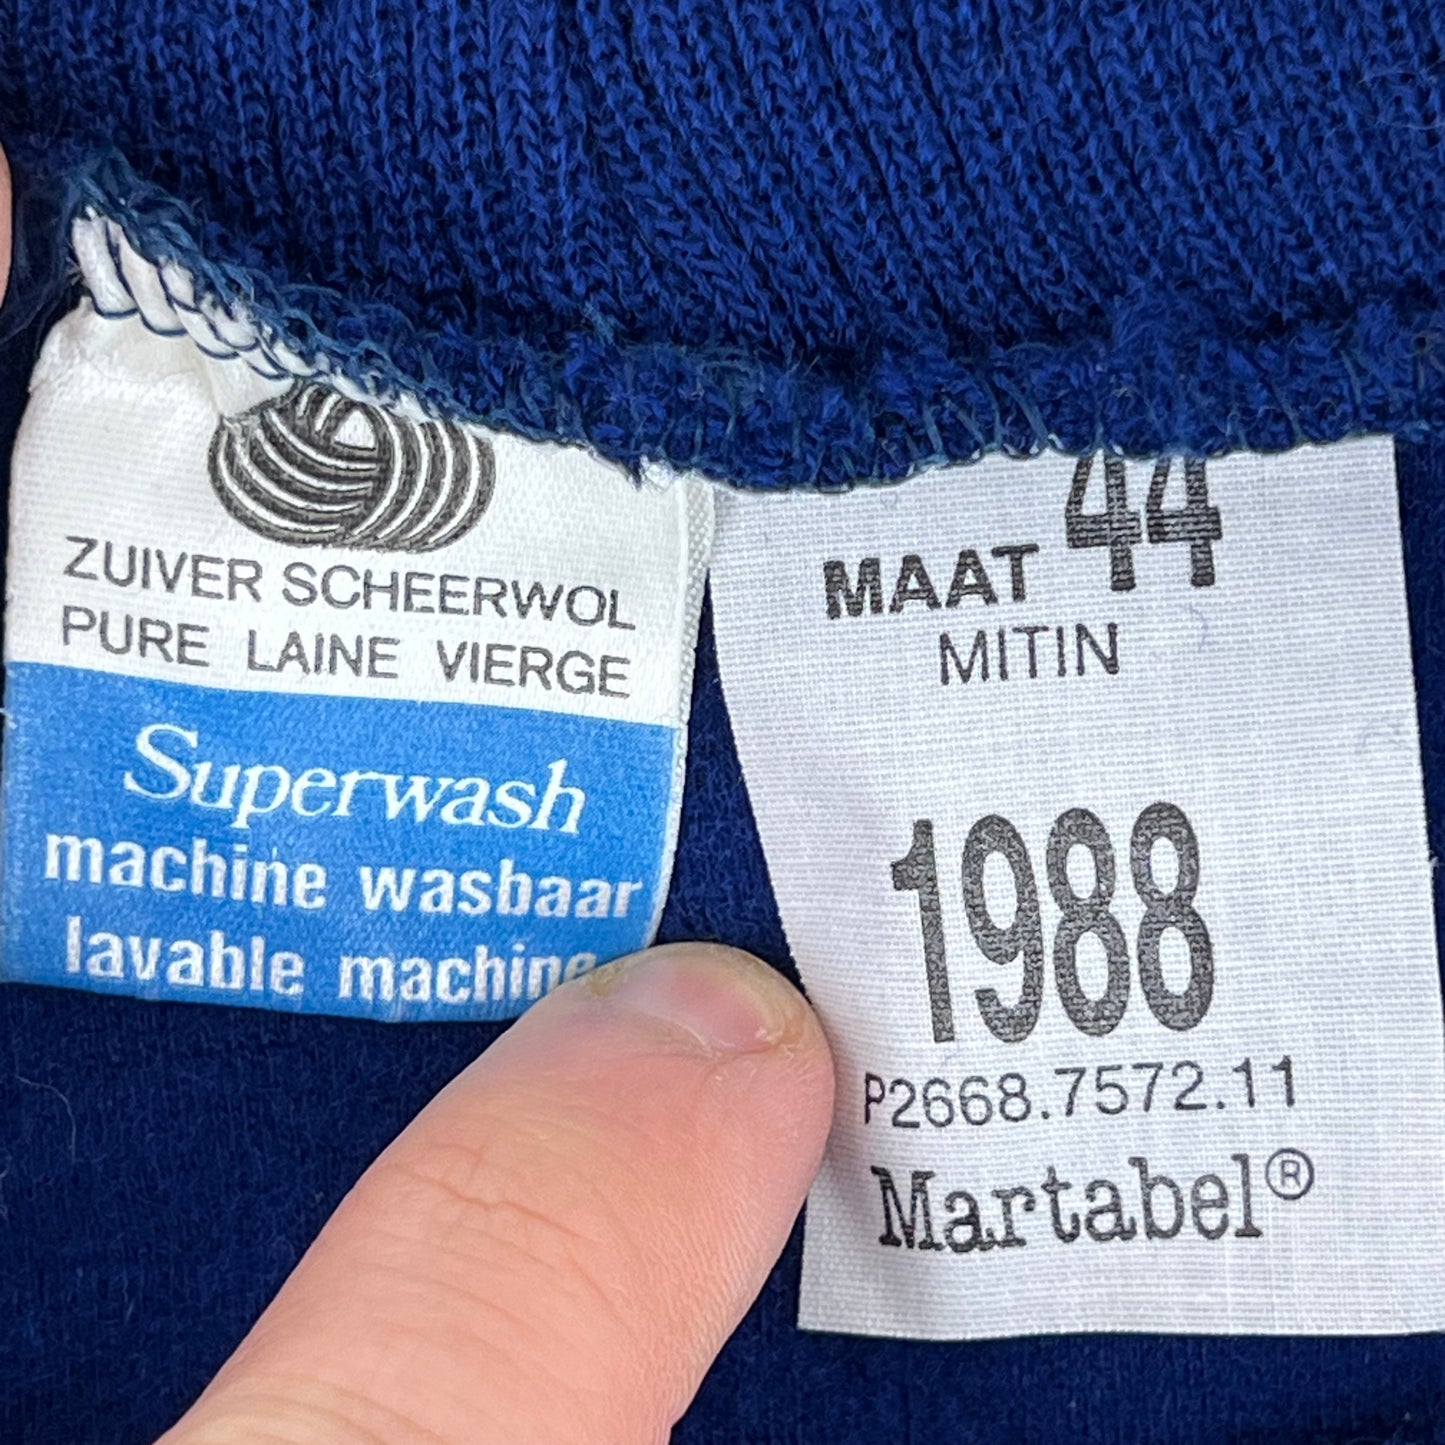 ZUIVER SCHEERWOL
PURE LAINE VIERGE
Superwash
machine wasbaar
lavable machine
MAAT 44
MITIN
1988
P2668.7572.11
Martabel®